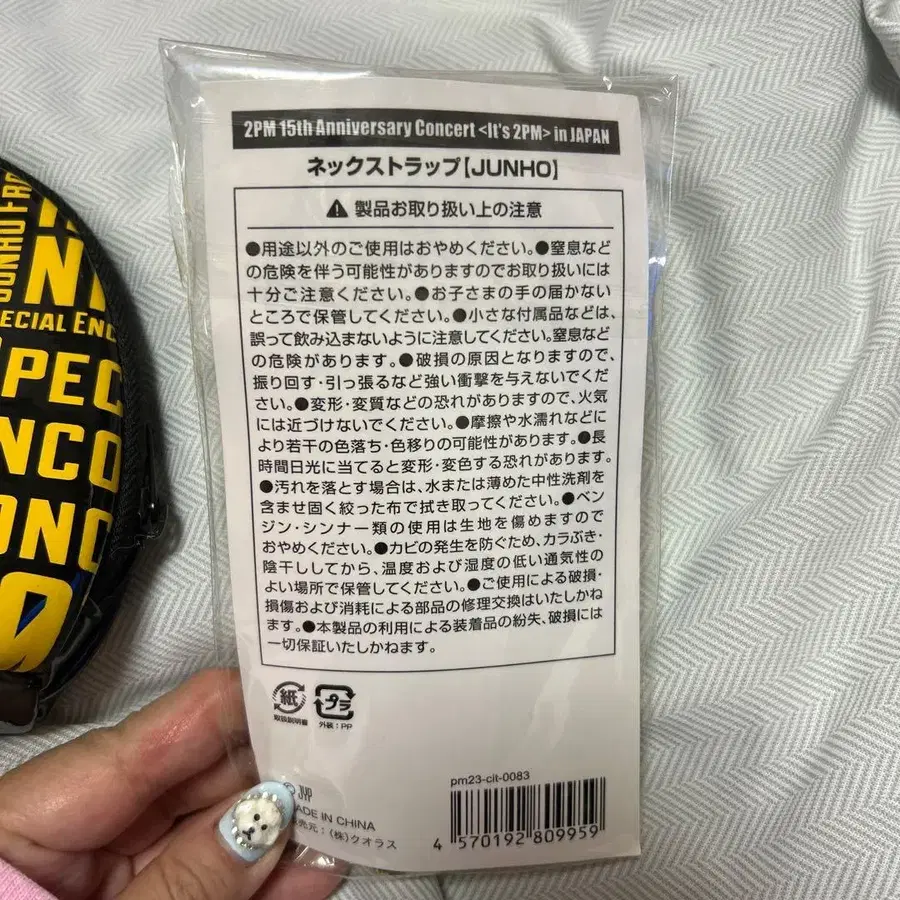 2PM 15th Anniversary Concert <It's 2PM> in JAPAN
ネックストラップ【JUNHO】
⚠ 製品お取り扱い上の注意
●用途以外のご使用はおやめください。●窒息など
の危険を伴う可能性がありますのでお取り扱いには
十分ご注意ください。●お子さまの手の届かない
ところで保管してください。●小さな付属品などは、
誤って飲み込まないように注意してください。窒息など
の危険があります。●破損の原因となりますので、
振り回す・引っ張るなど強い衝撃を与えないでくだ
さい。●変形・変質などの恐れがありますので、火気
には近づけないでください。●摩擦や水濡れなどに
より若干の色落ち・色移りの可能性があります。●長
時間日光に当てると変形・変色する恐れがあります。
●汚れを落とす場合は、水または薄めた中性洗剤を
含ませ固く絞った布で拭き取ってください。●ベン
ジン・シンナー類の使用は生地を傷めますので
おやめください。●カビの発生を防ぐため、カラぶき・
陰干ししてから、温度および湿度の低い通気性の
よい場所で保管してください。●ご使用による破損・
損傷および消耗による部品の修理交換はいたしかね
ます。●本製品の利用による装着品の紛失、破損には
一切保証いたしかねます。
紙
取扱説明書
プラ
外装:PP
JYP
MADE IN CHINA
売元:(株)クオラス
pm23-cit-0083
4 570192 809959
JUNHO
SPECIAL ENC
SPEC
ENCO